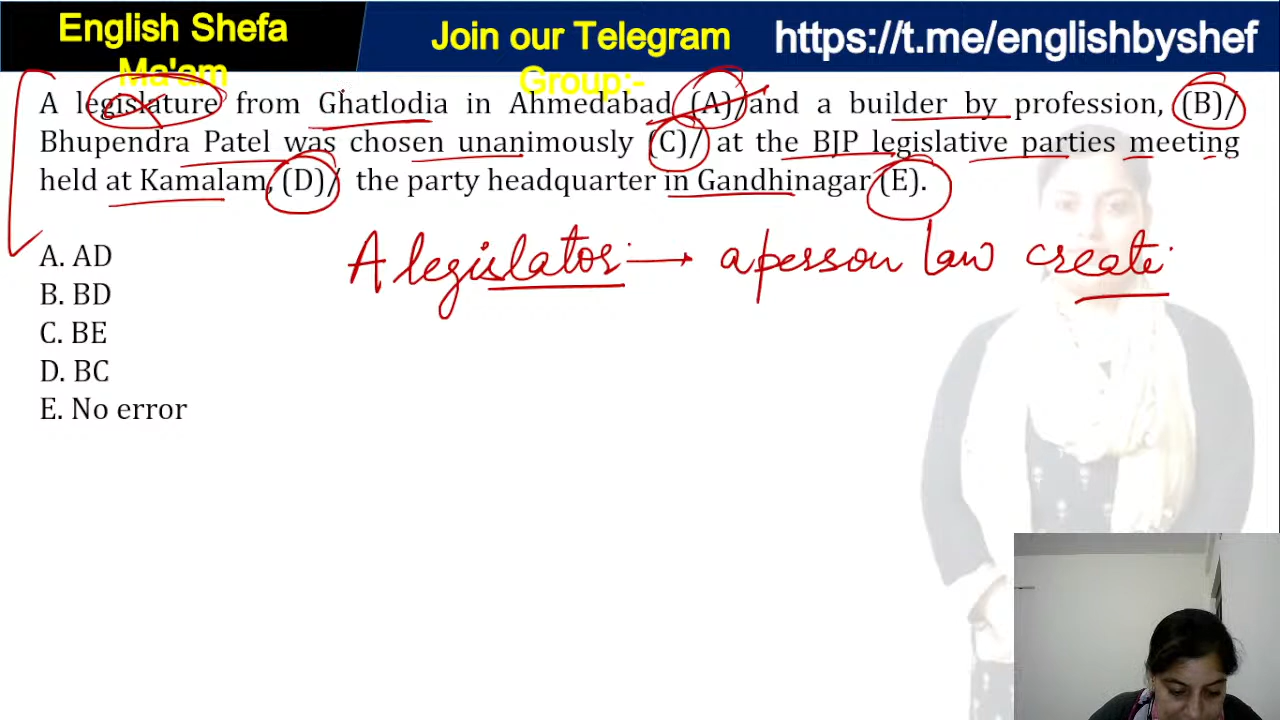 English Shefa Ma'am
Join our Telegram Group:-
https://t.me/englishbyshef
A legislature from Ghatlodia in Ahmedabad (A)/and a builder by profession, (B)/
Bhupendra Patel was chosen unanimously (C)/ at the BJP legislative parties meeting
held at Kamalam, (D)/ the party headquarter in Gandhinagar (E).
A legislator → a person law create
A. AD
B. BD
C. BE
D. BC
E. No error